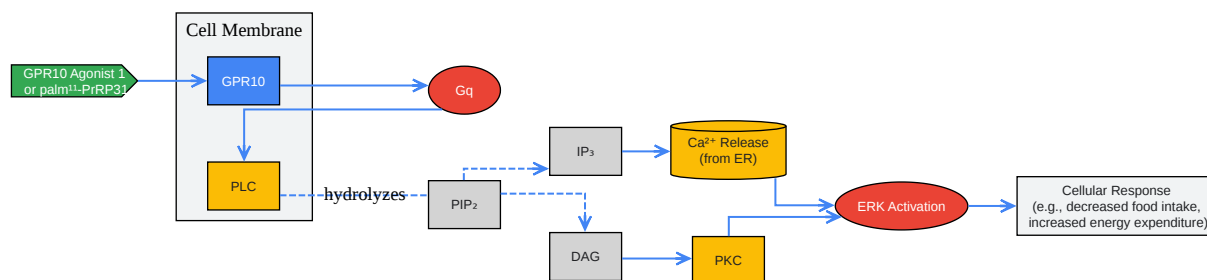 Cell Membrane
GPR10 Agonist 1
or palm¹¹-PrRP31
GPR10
Gq
PLC
hydrolyzes
PIP₂
IP₃
DAG
Ca²⁺ Release
(from ER)
PKC
ERK Activation
Cellular Response
(e.g., decreased food intake,
increased energy expenditure)